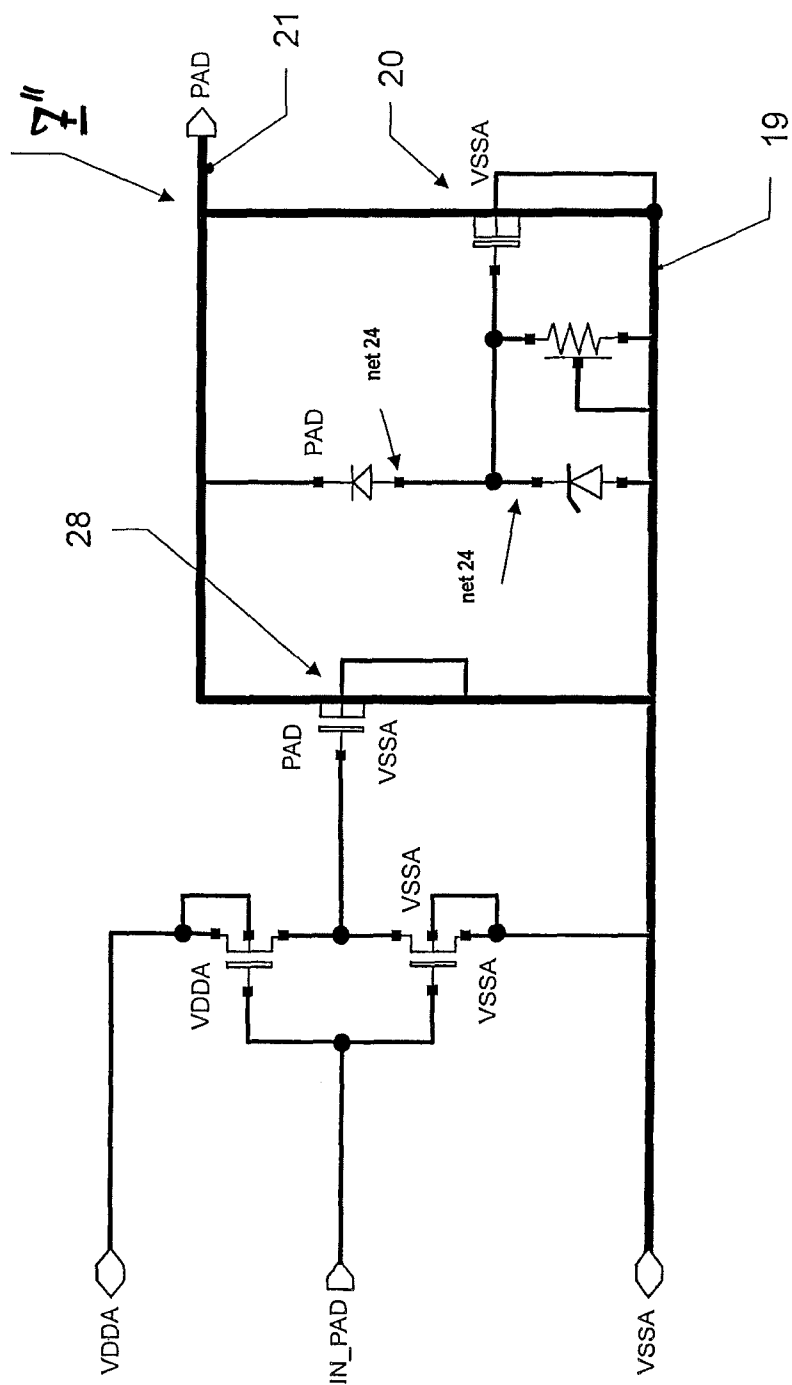 7"
PAD
21
20
VSSA
19
PAD
net 24
net 24
28
PAD
VSSA
VDDA
VSSA
VSSA
VDDA
IN_PAD
VSSA